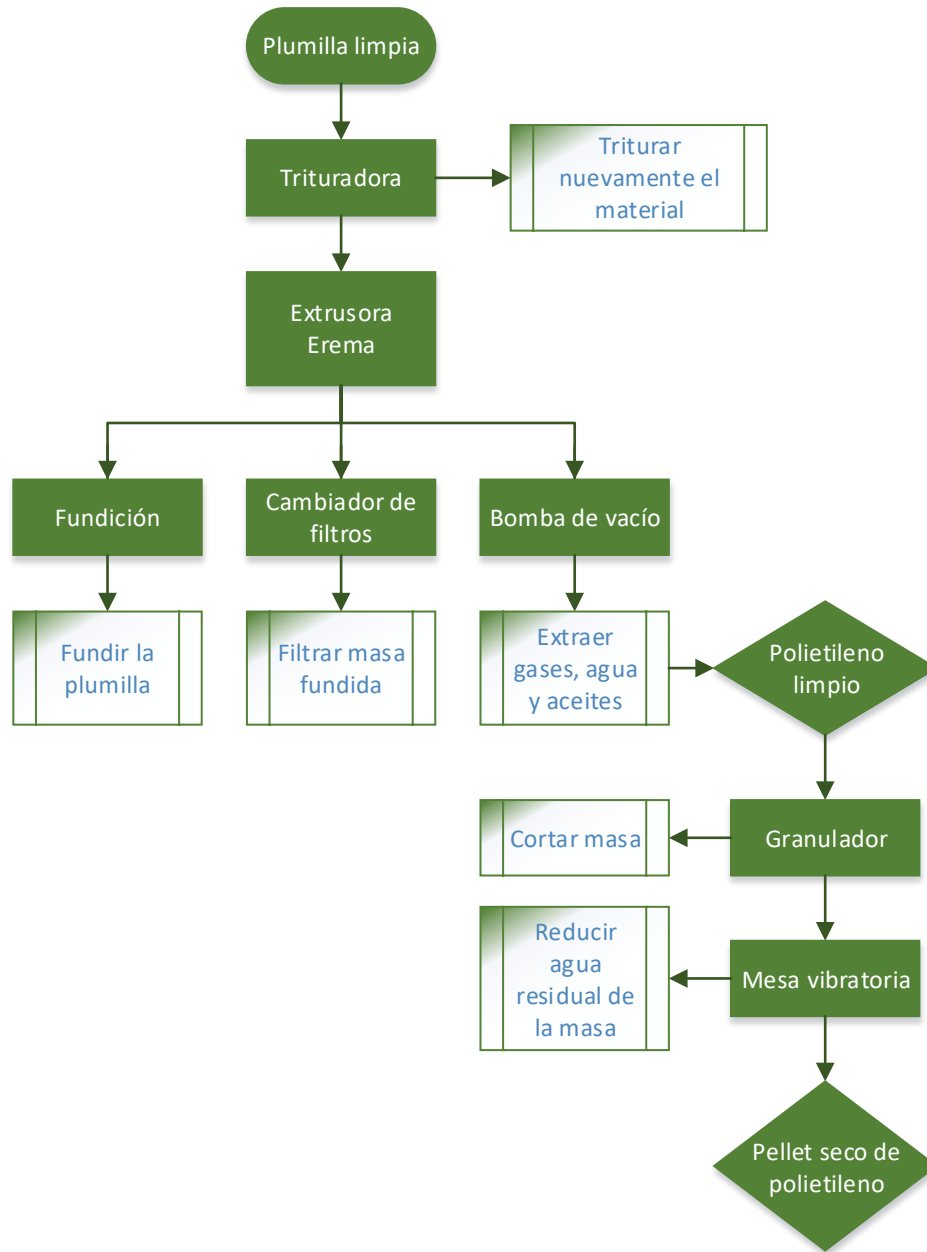 Plumilla limpia
Trituradora
Triturar
nuevamente el
material
Extrusora
Erema
Fundición
Cambiador de
filtros
Bomba de vacío
Fundir la
plumilla
Filtrar masa
fundida
Extraer
gases, agua
y aceites
Polietileno
limpio
Cortar masa
Granulador
Reducir
agua
residual de
la masa
Mesa vibratoria
Pellet seco de
polietileno